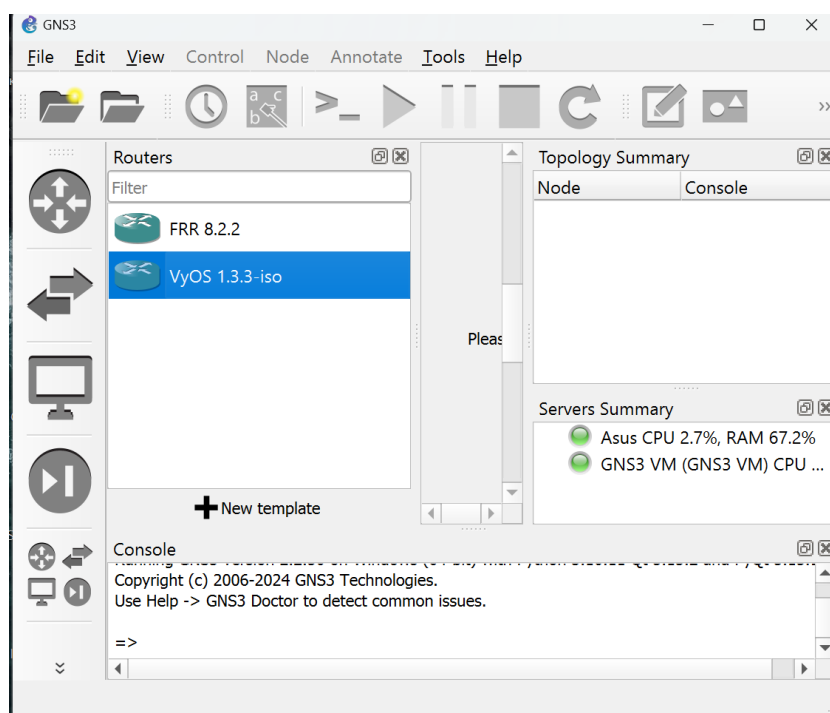 GNS3
File Edit View Control Node Annotate Tools Help
a c
b
>_
»
Routers
Filter
FRR 8.2.2
VyOS 1.3.3-iso
New template
Pleas
Topology Summary
Node Console
Servers Summary
Asus CPU 2.7%, RAM 67.2%
GNS3 VM (GNS3 VM) CPU ...
Console
Copyright (c) 2006-2024 GNS3 Technologies.
Use Help -> GNS3 Doctor to detect common issues.
=>